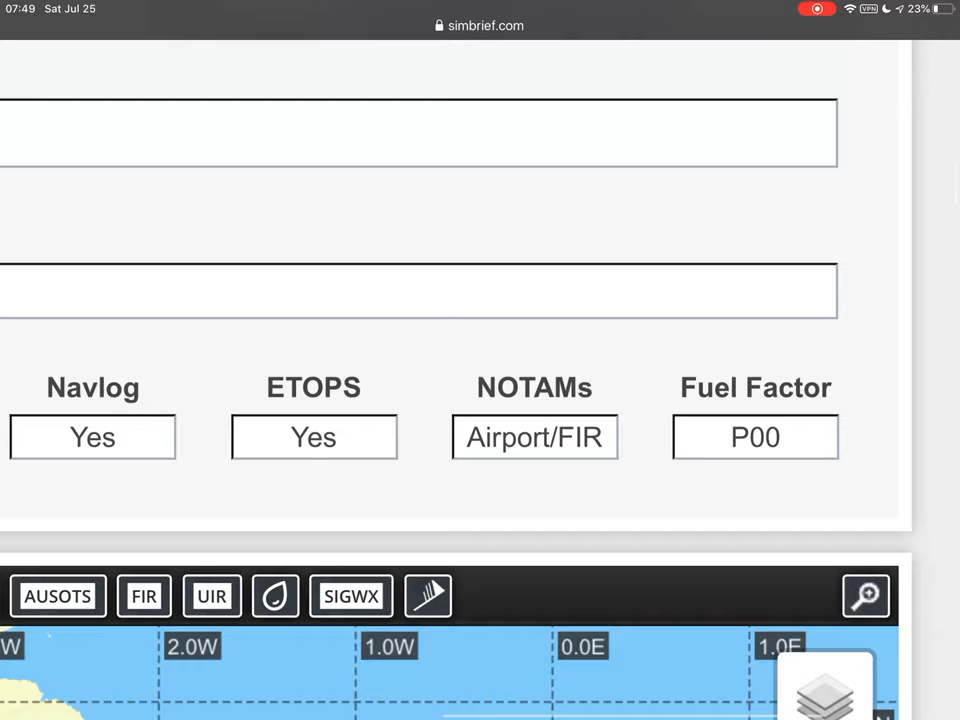 07:49 Sat Jul 25
VPN 23%
simbrief.com
Navlog ETOPS NOTAMs Fuel Factor
Yes Yes Airport/FIR P00
AUSOTS FIR UIR SIGWX
W 2.0W 1.0W 0.0E 1.0E